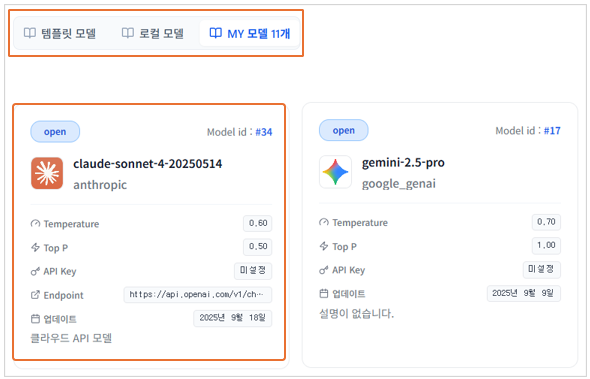 템플릿 모델 로컬 모델 MY 모델 11개
open Model id : #34
claude-sonnet-4-20250514
anthropic
Temperature 0.60
Top P 0.50
API Key 미설정
Endpoint https://api.openai.com/v1/ch...
업데이트 2025년 9월 18일
클라우드 API 모델
open Model id : #17
gemini-2.5-pro
google_genai
Temperature 0.70
Top P 1.00
API Key 미설정
업데이트 2025년 9월 9일
설명이 없습니다.